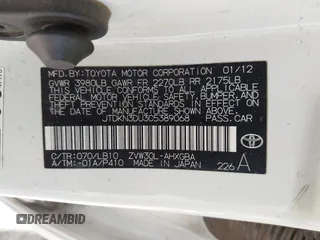 MFD.BY:TOYOTA MOTOR CORPORATION 01/12
GVWR 3980LB GAWR FR 2270LB RR 2175LB
THIS VEHICLE CONFORMS TO ALL APPLICABLE
FEDERAL MOTOR VEHICLE SAFETY, BUMPER, AND
THEFT PREVENTION STANDARDS IN EFFECT ON
THE DATE OF MANUFACTURE SHOWN ABOVE.
JTDKN3DU3C5389068 PASS.CAR
C/TR:070/LB10 ZVW30L-AHXGBA
A/TM:-01A/P410 MADE IN JAPAN
226 A
DREAMBID